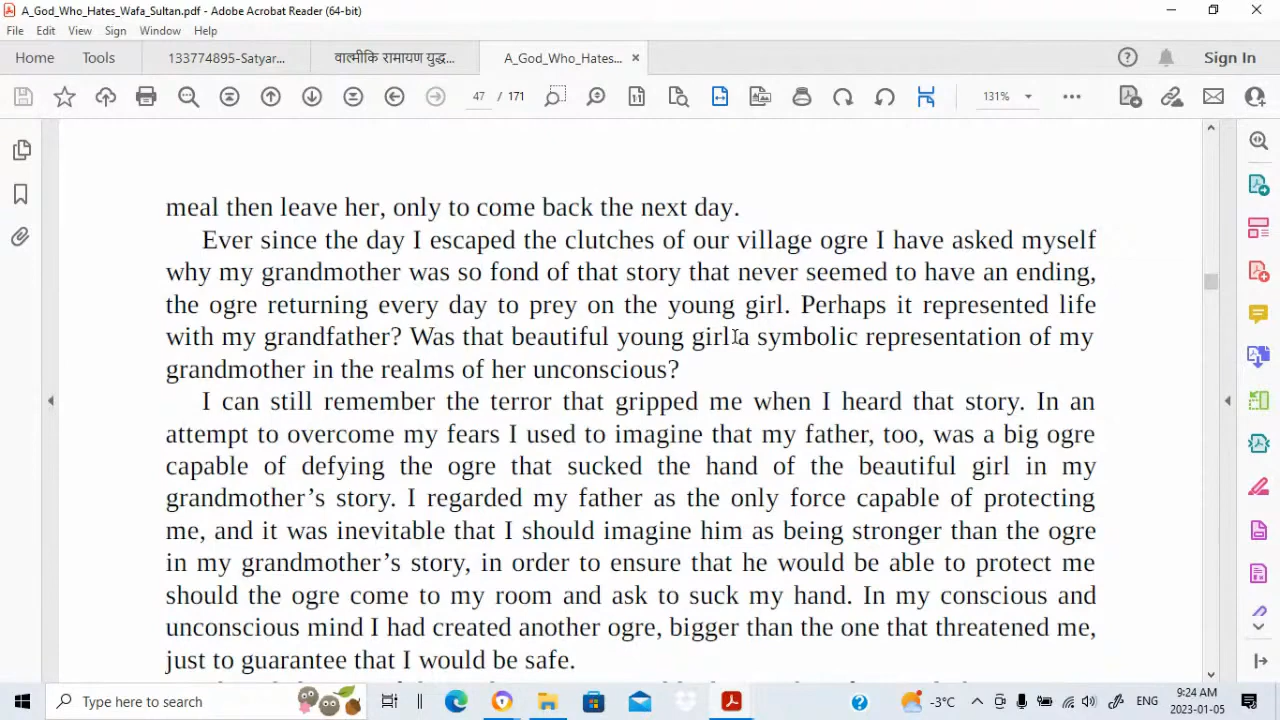 A_God_Who_Hates_Wafa_Sultan.pdf - Adobe Acrobat Reader (64-bit)
File Edit View Sign Window Help
Home Tools 133774895-Satyar... वाल्मीकि रामायण युद्ध... A_God_Who_Hates... × Sign In
47 / 171 131%
meal then leave her, only to come back the next day.
Ever since the day I escaped the clutches of our village ogre I have asked myself
why my grandmother was so fond of that story that never seemed to have an ending,
the ogre returning every day to prey on the young girl. Perhaps it represented life
with my grandfather? Was that beautiful young girl a symbolic representation of my
grandmother in the realms of her unconscious?
I can still remember the terror that gripped me when I heard that story. In an
attempt to overcome my fears I used to imagine that my father, too, was a big ogre
capable of defying the ogre that sucked the hand of the beautiful girl in my
grandmother’s story. I regarded my father as the only force capable of protecting
me, and it was inevitable that I should imagine him as being stronger than the ogre
in my grandmother’s story, in order to ensure that he would be able to protect me
should the ogre come to my room and ask to suck my hand. In my conscious and
unconscious mind I had created another ogre, bigger than the one that threatened me,
just to guarantee that I would be safe.
Type here to search -3°C ENG 9:24 AM
2023-01-05